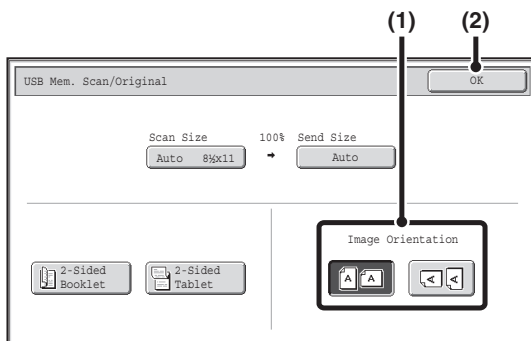 (1) (2)
USB Mem. Scan/Original OK
Scan Size 100% Send Size
Auto 8½x11 Auto
Image Orientation
2-Sided 2-Sided
Booklet Tablet
A A A A